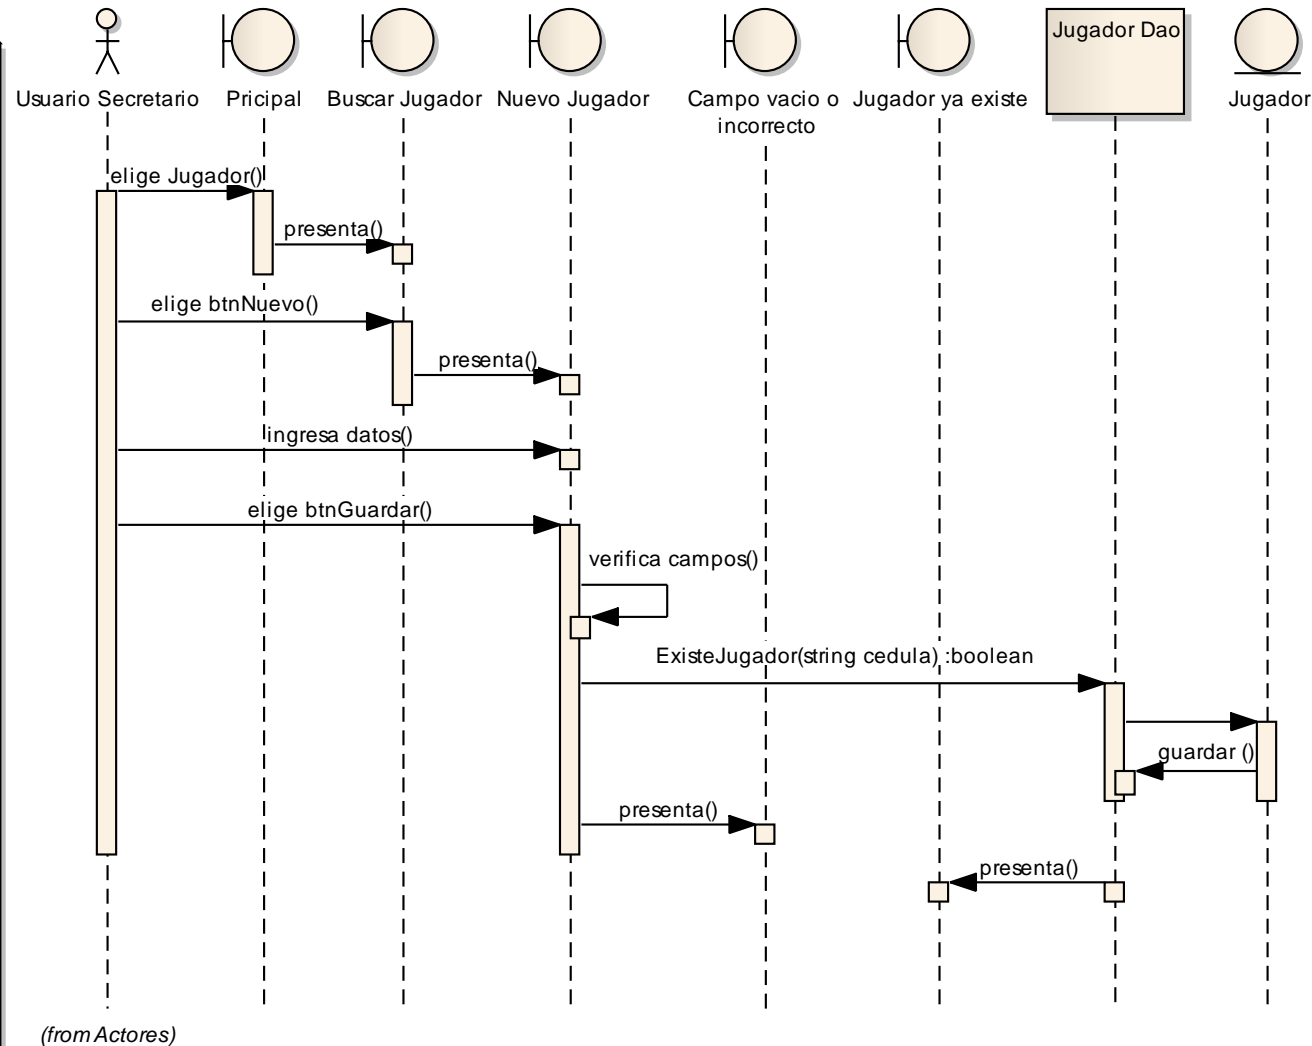 Usuario Secretario
Pricipal
Buscar Jugador
Nuevo Jugador
Campo vacio o
incorrecto
Jugador ya existe
Jugador Dao
Jugador
elige Jugador()
presenta()
elige btnNuevo()
presenta()
ingresa datos()
elige btnGuardar()
verifica campos()
ExisteJugador(string cedula) :boolean
guardar ()
presenta()
presenta()
(from Actores)